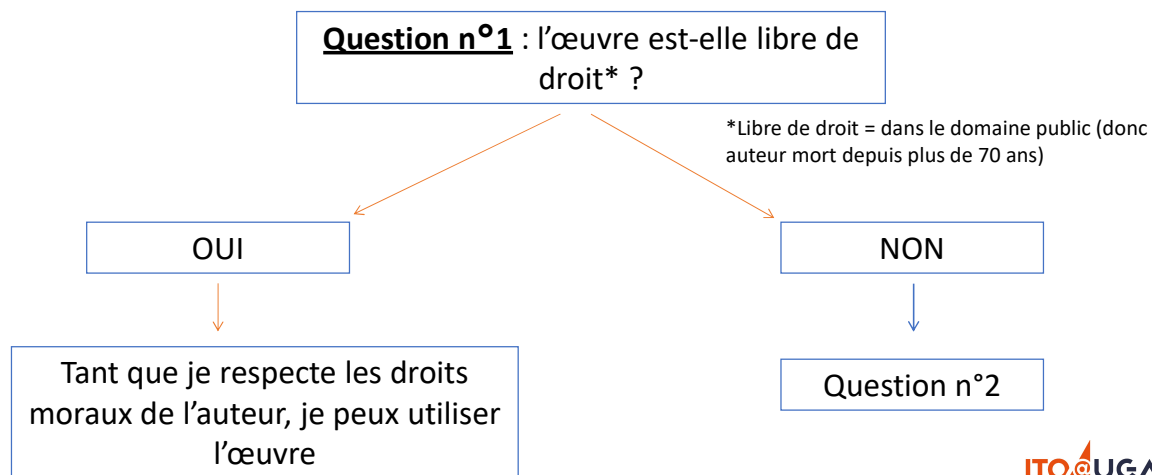 Question n°1 : l’œuvre est-elle libre de
droit* ?
*Libre de droit = dans le domaine public (donc
auteur mort depuis plus de 70 ans)
OUI
NON
Tant que je respecte les droits
moraux de l’auteur, je peux utiliser
l’œuvre
Question n°2
ITO@UGA